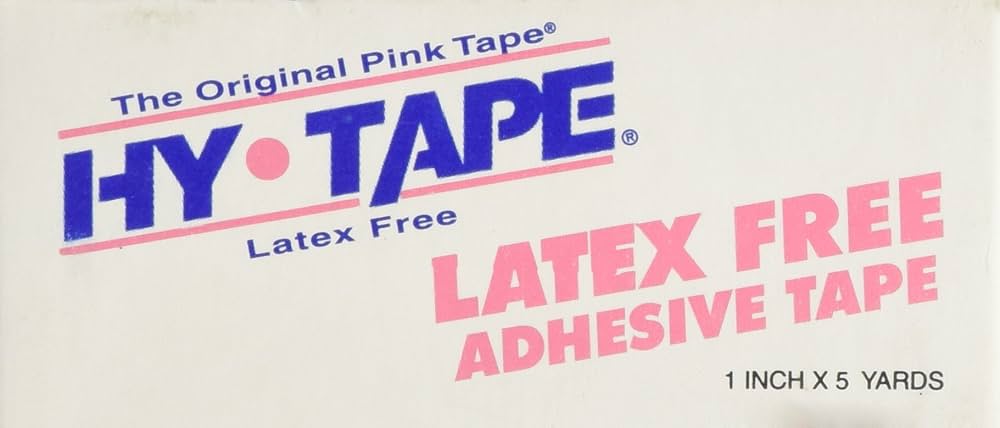 The Original Pink Tape®
HY•TAPE®
Latex Free
LATEX FREE
ADHESIVE TAPE
1 INCH X 5 YARDS